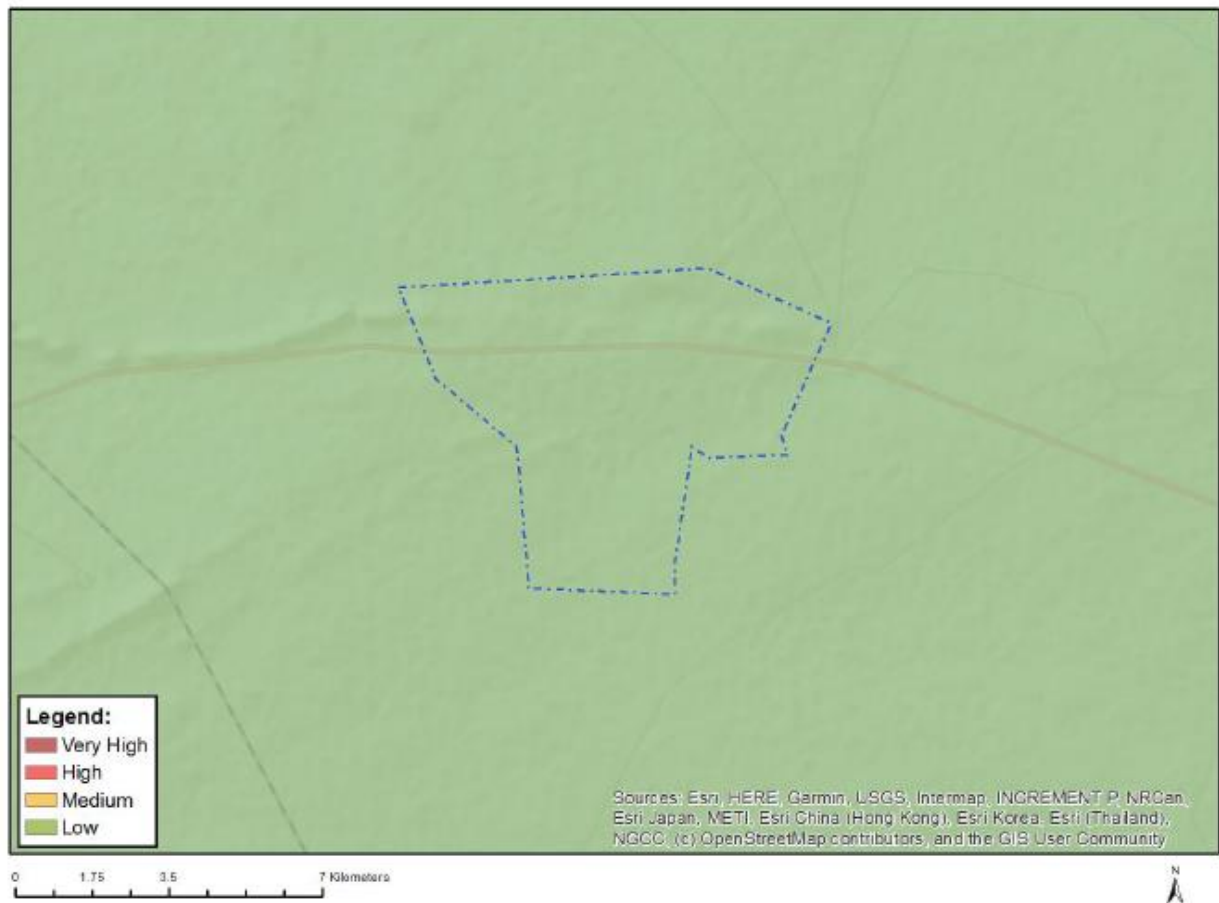 Legend:
Very High
High
Medium
Low
Sources: Esri, HERE, Garmin, USGS, Intermap, INCREMENT P, NRCan,
Esri Japan, METI, Esri China (Hong Kong), Esri Korea, Esri (Thailand),
NGCC, (c) OpenStreetMap contributors, and the GIS User Community
0 1.75 3.5 7 Kilometers
N